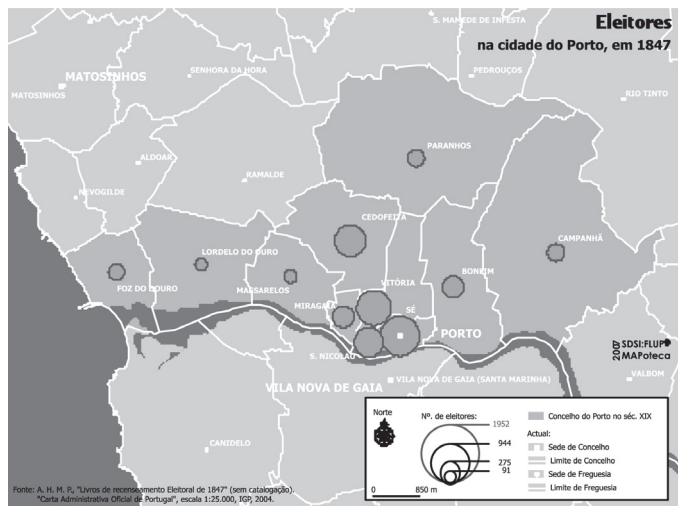 Eleitores
na cidade do Porto, em 1847
S. MAMEDE DE INFESTA
MATOSINHOS
SENHORA DA HORA
PEDROUÇOS
MATOSINHOS
RIO TINTO
PARANHOS
ALDOAR
RAMALDE
NEVOGILDE
CEDOFEITA
CAMPANHÃ
LORDELO DO OURO
BONFIM
FOZ DO DOURO
MASSARELOS
VITÓRIA
MIRAGAIA
SÉ
PORTO
S. NICOLAU
2007 SDSI:FLUP
MAPoteca
VILA NOVA DE GAIA
VILA NOVA DE GAIA (SANTA MARINHA)
VALBOM
CANIDELO
Norte
Nº. de eleitores:
1952
944
275
91
0 850 m
Concelho do Porto no séc. XIX
Actual:
Sede de Concelho
Limite de Concelho
Sede de Freguesia
Limite de Freguesia
Fonte: A. H. M. P., "Livros de recenseamento Eleitoral de 1847" (sem catalogação).
"Carta Administrativa Oficial de Portugal", escala 1:25.000, IGP, 2004.